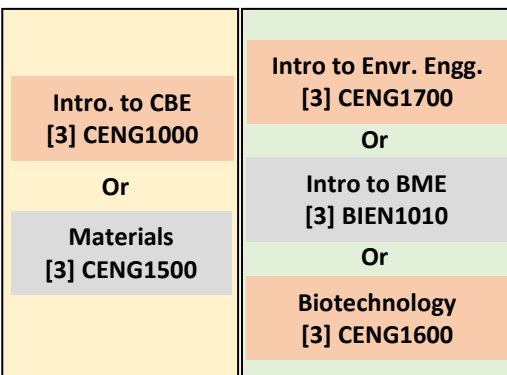 Intro. to CBE
[3] CENG1000
Or
Materials
[3] CENG1500
Intro to Envr. Engg.
[3] CENG1700
Or
Intro to BME
[3] BIEN1010
Or
Biotechnology
[3] CENG1600